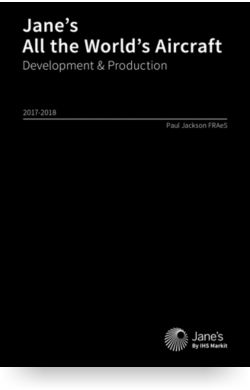 Jane's
All the World's Aircraft
Development & Production
2017-2018
Paul Jackson FRAeS
Jane's
By IHS Markit